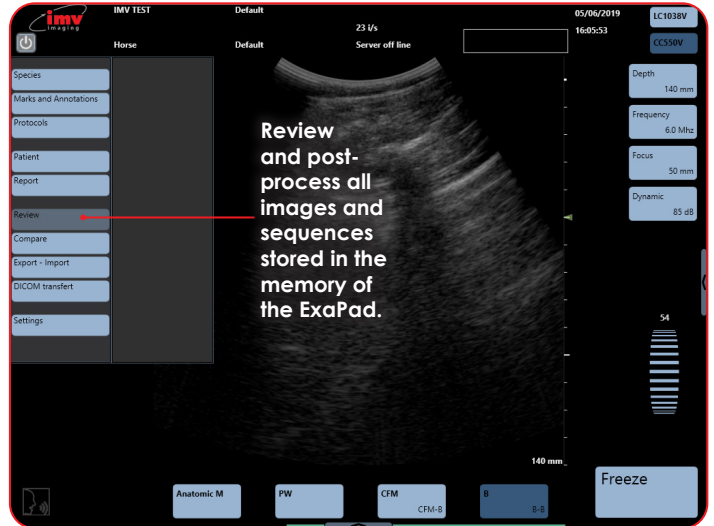 imv
imaging
IMV TEST
Default
23 i/s
05/06/2019
16:05:53
LC1038V
Horse
Default
Server off line
CC550V
Species
Marks and Annotations
Protocols
Patient
Report
Review
Compare
Export - Import
DICOM transfert
Settings
Review
and post-
process all
images and
sequences
stored in the
memory of
the ExaPad.
Depth
140 mm
Frequency
6.0 Mhz
Focus
50 mm
Dynamic
85 dB
54
140 mm
Anatomic M
PW
CFM
CFM-B
B
B-B
Freeze